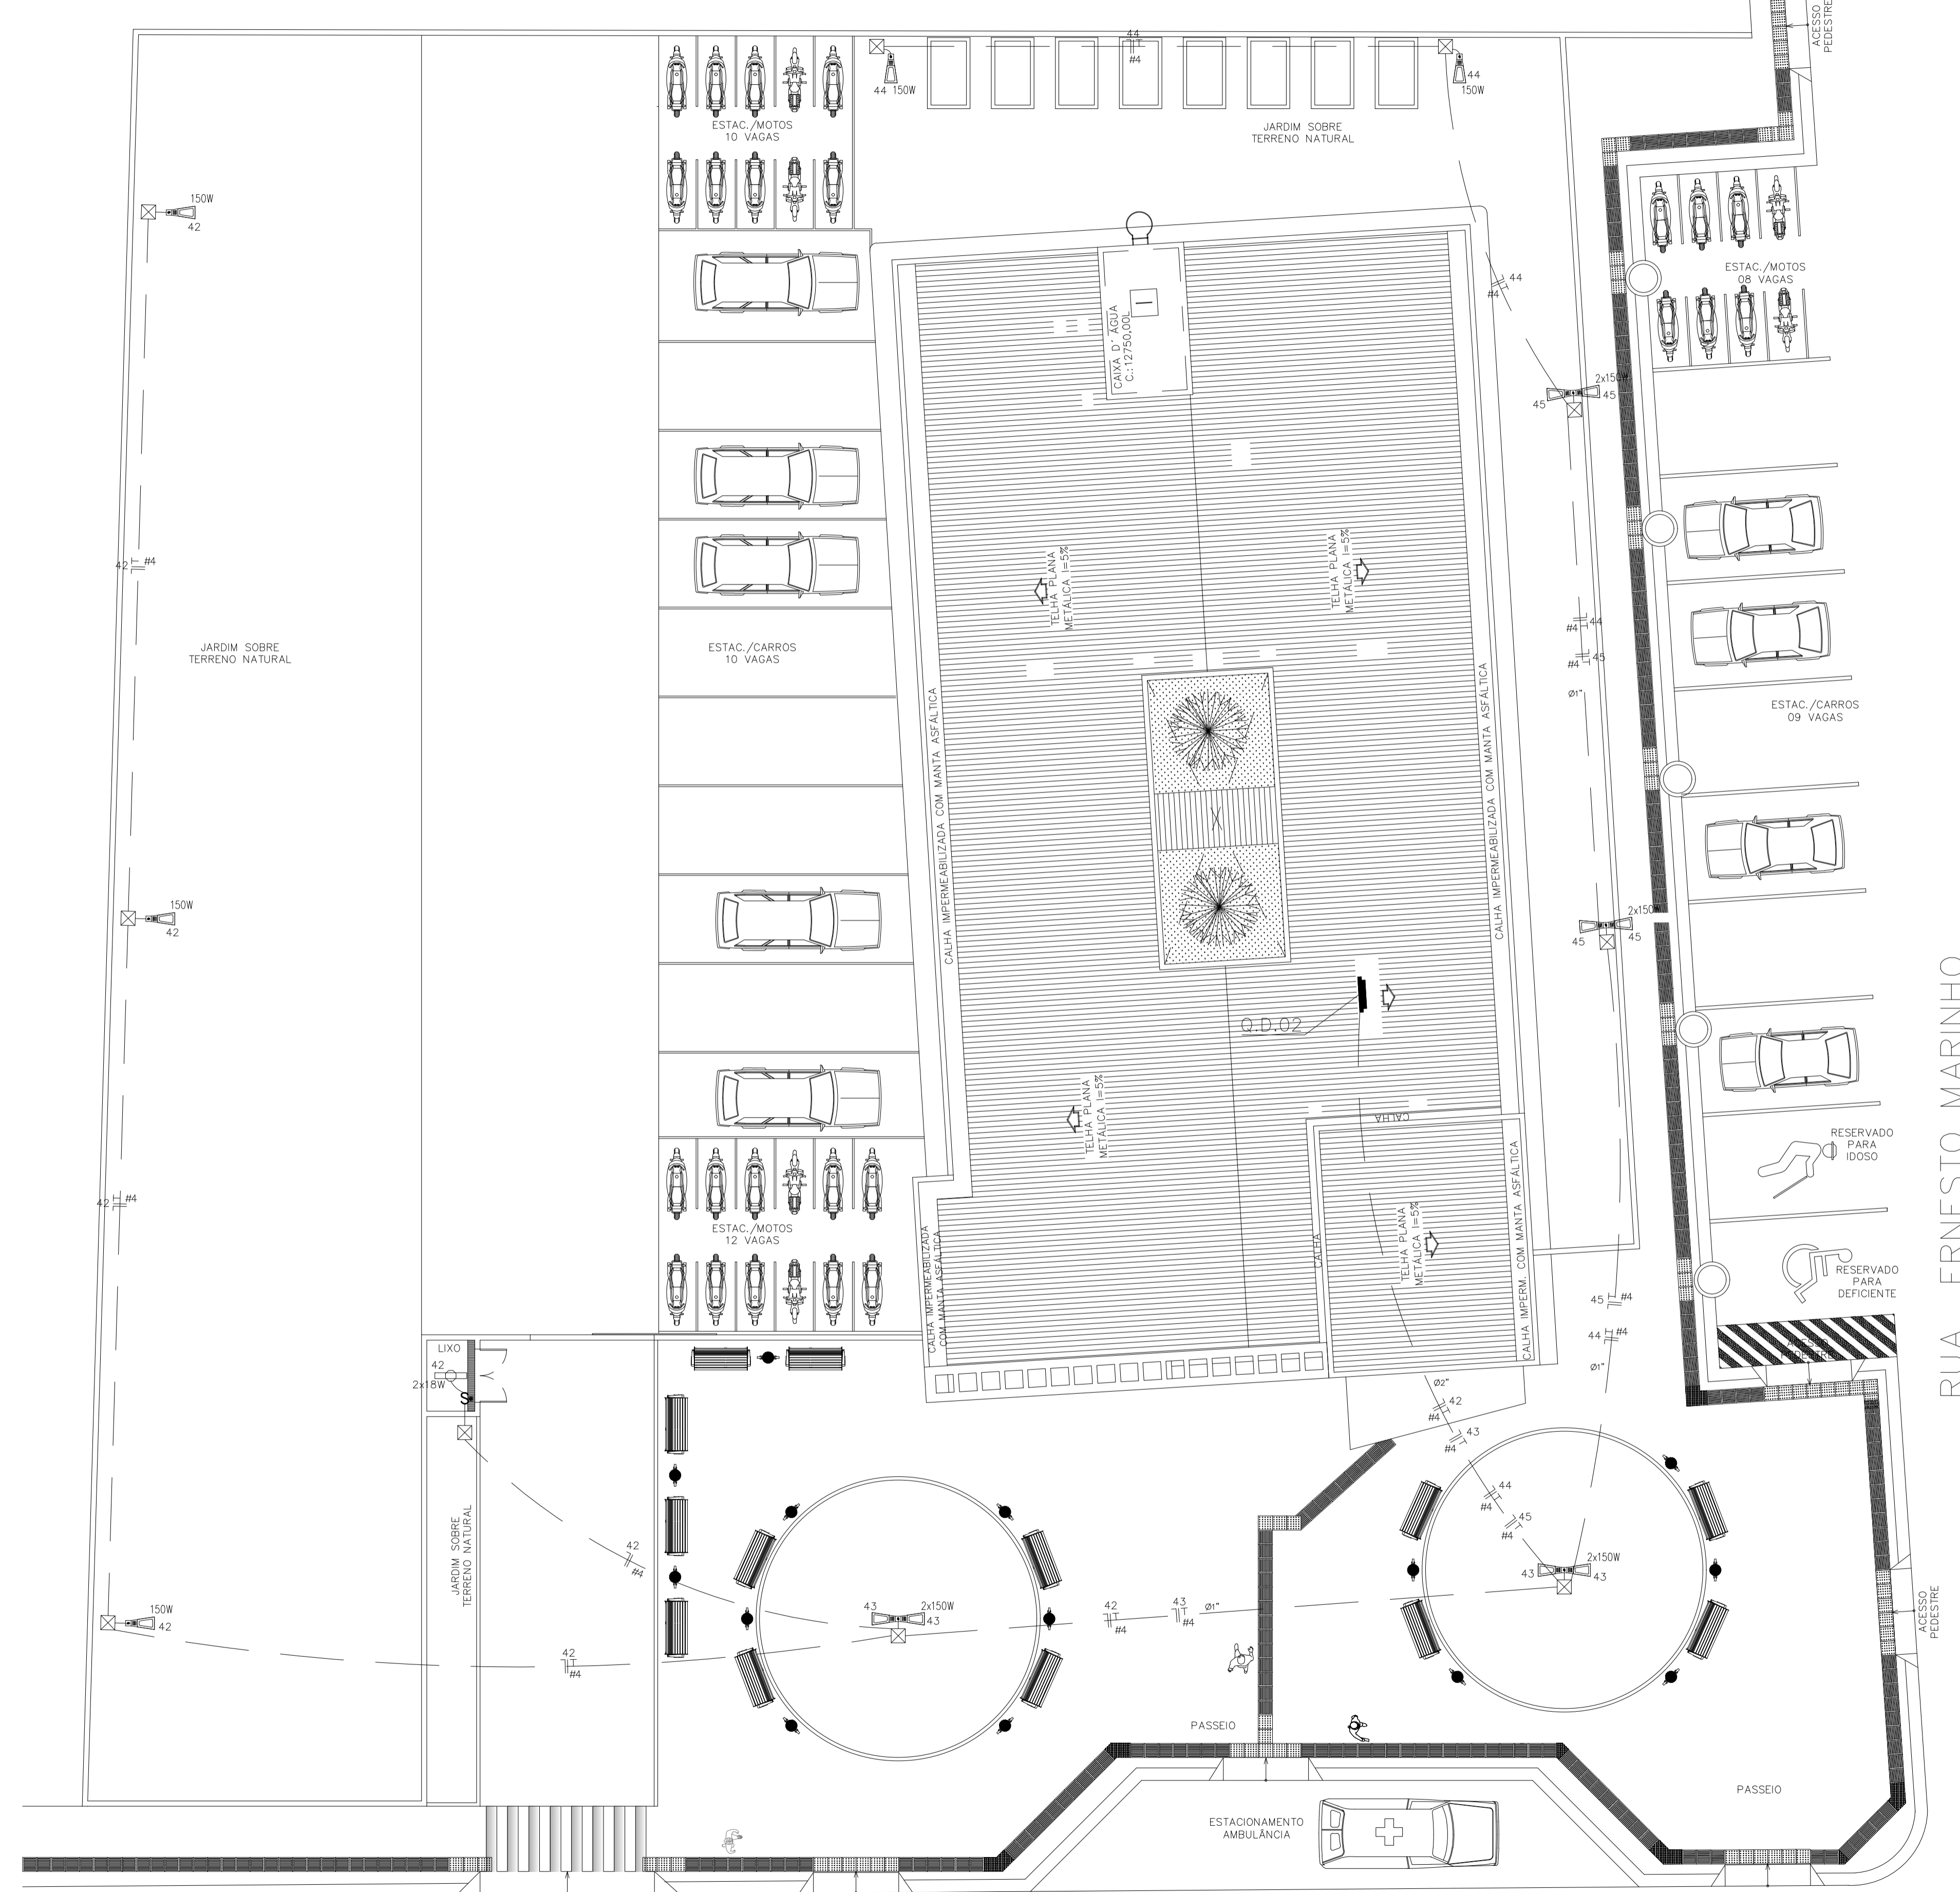 ACESSO
PEDESTRE
44
#4
44 150W
44
150W
ESTAC./MOTOS
10 VAGAS
JARDIM SOBRE
TERRENO NATURAL
150W
42
ESTAC./MOTOS
08 VAGAS
44
#4
CAIXA D' ÁGUA
C.:12750,00L
2x150W
45
45
42
#4
TELHA PLANA
METÁLICA I=5%
TELHA PLANA
METÁLICA I=5%
#4
44
#4
45
Ø1"
JARDIM SOBRE
TERRENO NATURAL
ESTAC./CARROS
10 VAGAS
ESTAC./CARROS
09 VAGAS
CALHA IMPERMEABILIZADA COM MANTA ASFÁLTICA
CALHA IMPERMEABILIZADA COM MANTA ASFÁLTICA
150W
42
2x150W
45
45
Q.D.02
RUA ERNESTO MARINHO
TELHA PLANA
METÁLICA I=5%
CALHA
RESERVADO
PARA
IDOSO
42
#4
ESTAC./MOTOS
12 VAGAS
CALHA IMPERMEABILIZADA
COM MANTA ASFÁLTICA
CALHA
TELHA PLANA
METÁLICA I=5%
CALHA IMPERM. COM MANTA ASFÁLTICA
RESERVADO
PARA
DEFICIENTE
45
#4
44
#4
Ø1"
ACESSO
PEDESTRE
LIXO
42
2x18W
S
Ø2"
42
#4
43
#4
44
#4
45
#4
JARDIM SOBRE
TERRENO NATURAL
42
#4
2x150W
43
43
150W
42
43
2x150W
43
42
#4
43
#4
Ø1"
ACESSO
PEDESTRE
42
#4
PASSEIO
PASSEIO
ESTACIONAMENTO
AMBULÂNCIA